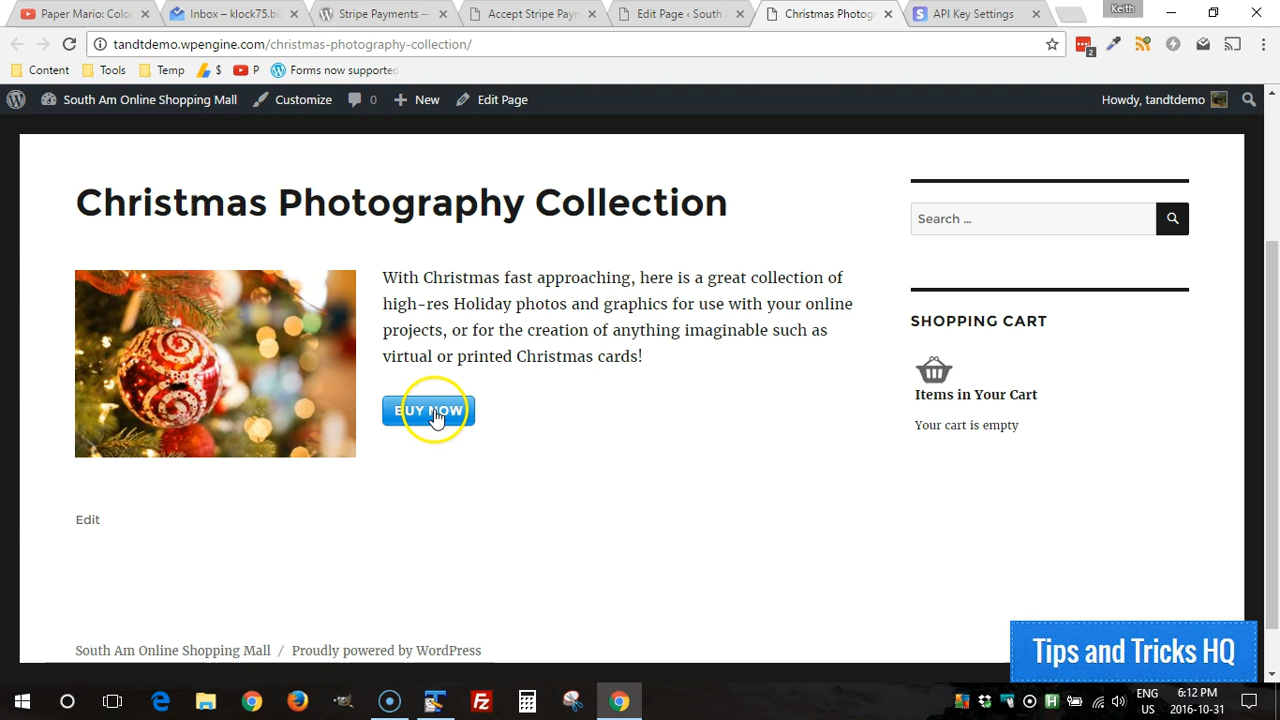 Paper Mario: Colo
Inbox – klock75.bi
Stripe Payments –
Accept Stripe Paym
Edit Page ‹ South
Christmas Photog
API Key Settings
Keith
tandtdemo.wpengine.com/christmas-photography-collection/
2
Content
Tools
Temp
$
P
Forms now supported
South Am Online Shopping Mall
Customize
0
New
Edit Page
Howdy, tandtdemo
Christmas Photography Collection
Search …
With Christmas fast approaching, here is a great collection of
high-res Holiday photos and graphics for use with your online
projects, or for the creation of anything imaginable such as
virtual or printed Christmas cards!
BUY NOW
SHOPPING CART
Items in Your Cart
Your cart is empty
Edit
South Am Online Shopping Mall / Proudly powered by WordPress
Tips and Tricks HQ
ENG
US
6:12 PM
2016-10-31